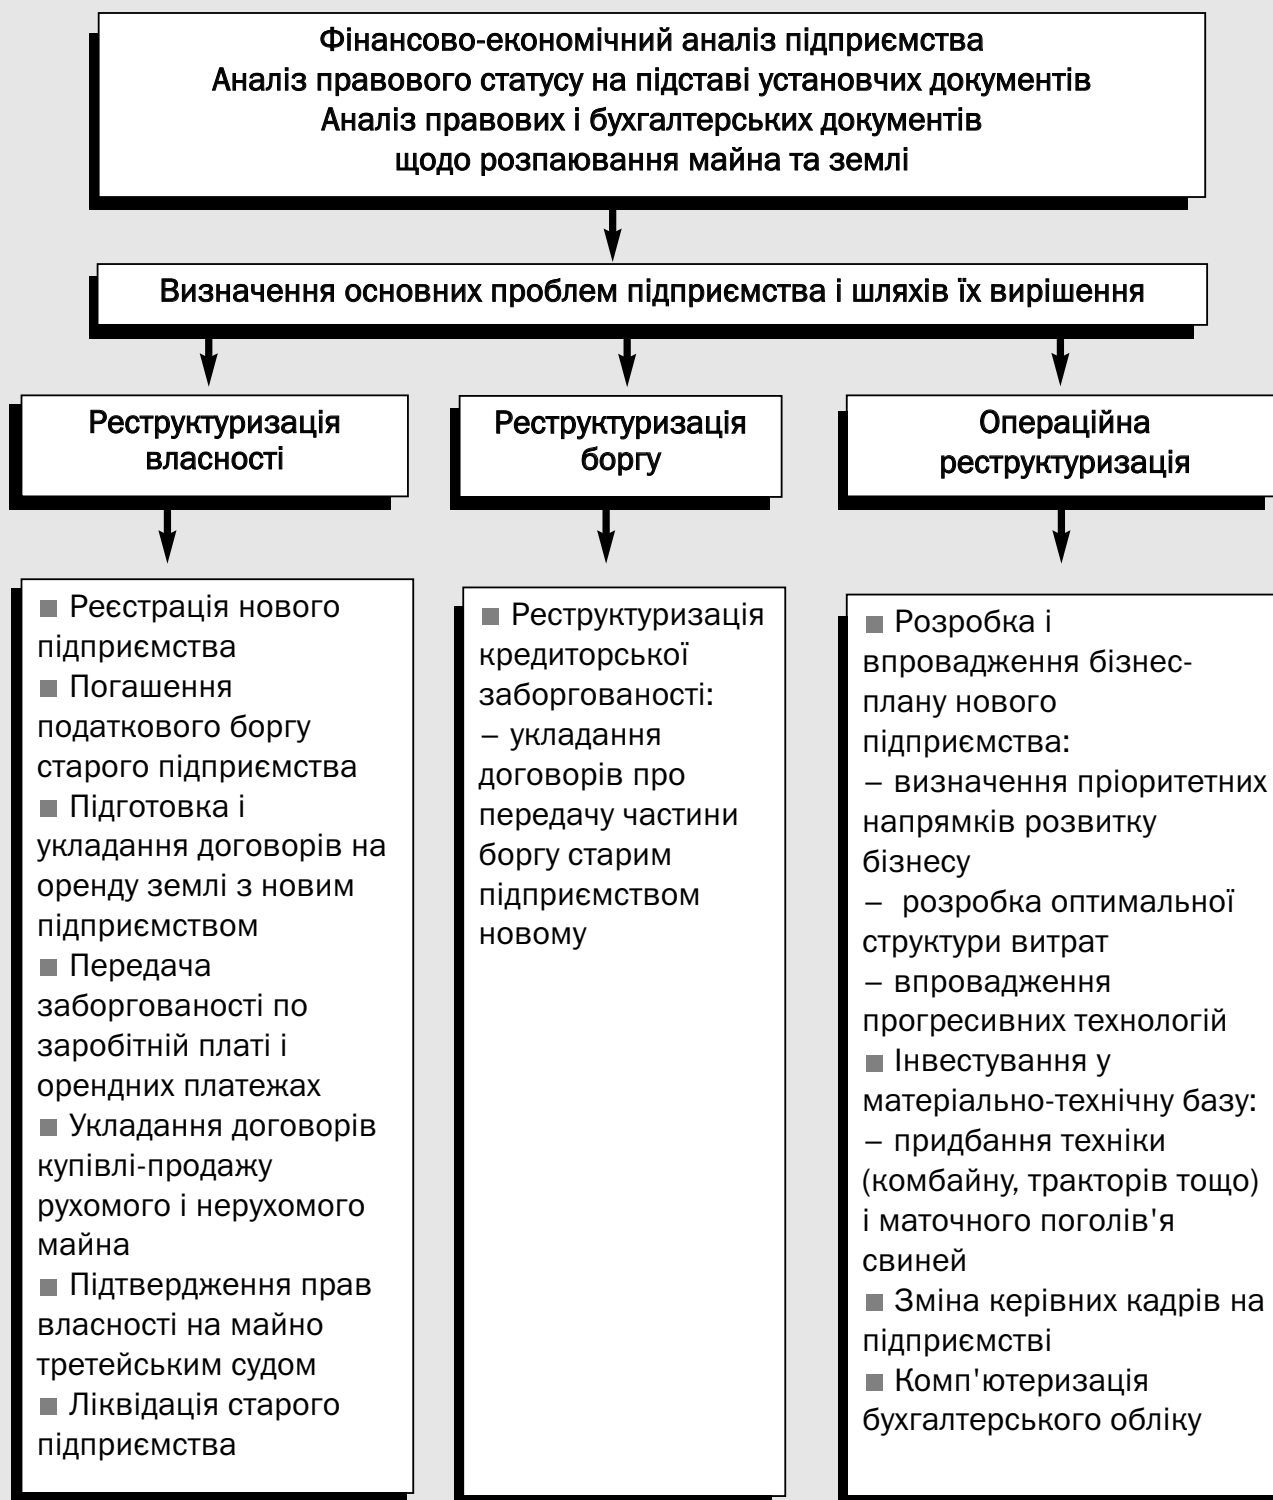 Фінансово-економічний аналіз підприємства
Аналіз правового статусу на підставі установчих документів
Аналіз правових і бухгалтерських документів
щодо розпаювання майна та землі
Визначення основних проблем підприємства і шляхів їх вирішення
Реструктуризація
власності
Реструктуризація
боргу
Операційна
реструктуризація
■ Реєстрація нового
підприємства
■ Погашення
податкового боргу
старого підприємства
■ Підготовка і
укладання договорів на
оренду землі з новим
підприємством
■ Передача
заборгованості по
заробітній платі і
орендних платежах
■ Укладання договорів
купівлі-продажу
рухомого і нерухомого
майна
■ Підтвердження прав
власності на майно
третейським судом
■ Ліквідація старого
підприємства
■ Реструктуризація
кредиторської
заборгованості:
– укладання
договорів про
передачу частини
боргу старим
підприємством
новому
■ Розробка і
впровадження бізнес-
плану нового
підприємства:
– визначення пріоритетних
напрямків розвитку
бізнесу
– розробка оптимальної
структури витрат
– впровадження
прогресивних технологій
■ Інвестування у
матеріально-технічну базу:
– придбання техніки
(комбайну, тракторів тощо)
і маточного поголів'я
свиней
■ Зміна керівних кадрів на
підприємстві
■ Комп'ютеризація
бухгалтерського обліку